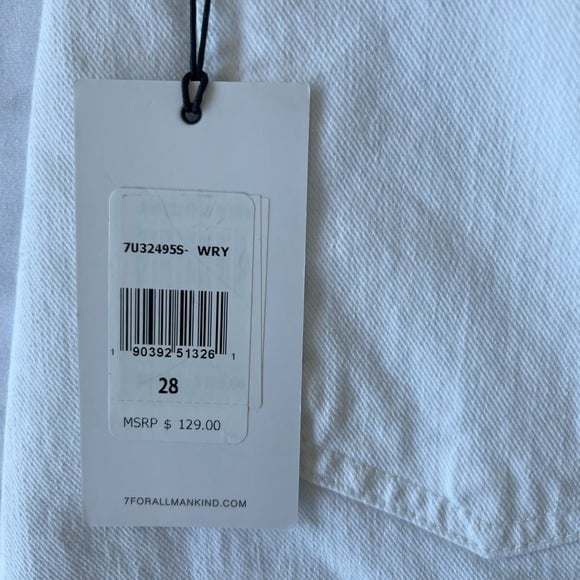 7U32495S- WRY
1 90392 51326 1
28
MSRP $ 129.00
7FORALLMANKIND.COM